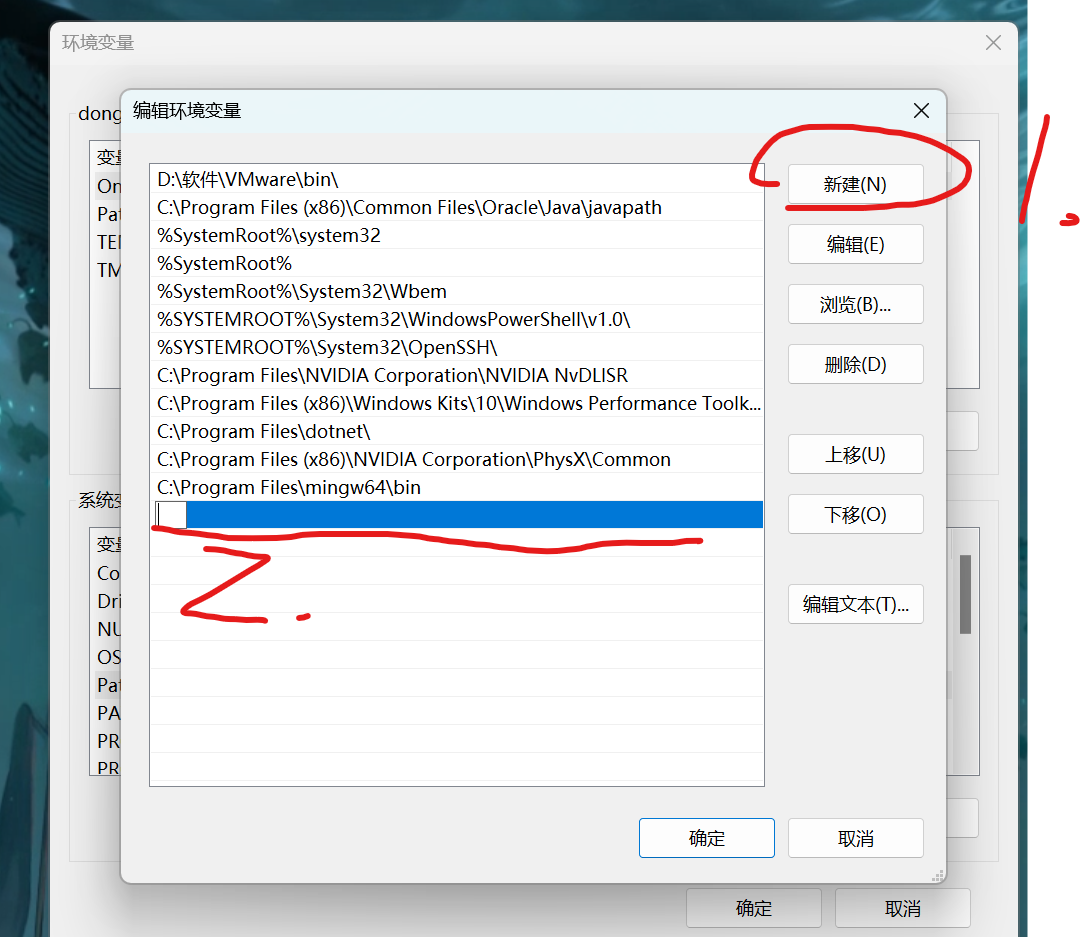 环境变量
dong
编辑环境变量
变量
On
Pat
TEM
TM
D:\软件\VMware\bin\
C:\Program Files (x86)\Common Files\Oracle\Java\javapath
%SystemRoot%\system32
%SystemRoot%
%SystemRoot%\System32\Wbem
%SYSTEMROOT%\System32\WindowsPowerShell\v1.0\
%SYSTEMROOT%\System32\OpenSSH\
C:\Program Files\NVIDIA Corporation\NVIDIA NvDLISR
C:\Program Files (x86)\Windows Kits\10\Windows Performance Toolk...
C:\Program Files\dotnet\
C:\Program Files (x86)\NVIDIA Corporation\PhysX\Common
C:\Program Files\mingw64\bin
新建(N)
编辑(E)
浏览(B)...
删除(D)
上移(U)
下移(O)
编辑文本(T)...
1.
2.
系统变
变量
Co
Dri
NU
OS
Pat
PA
PR
PR
确定
取消
确定
取消